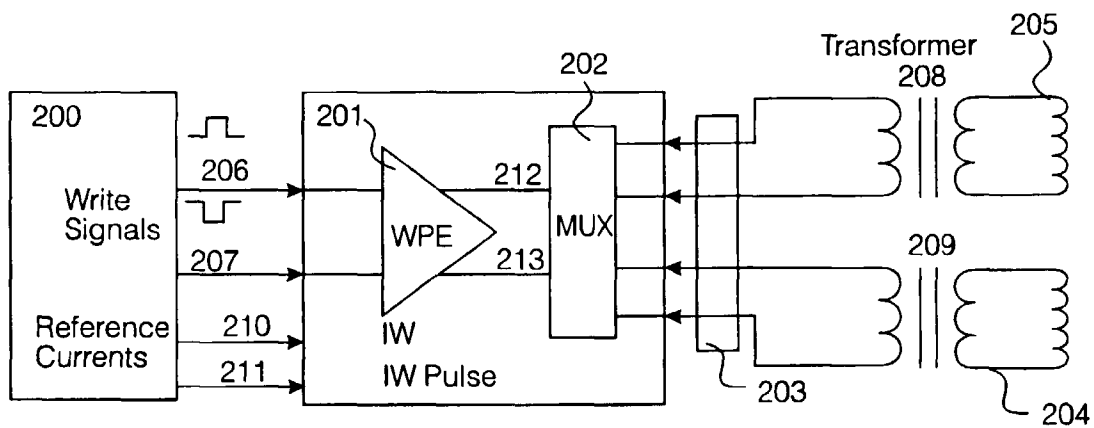 200
Write
Signals
Reference
Currents
206
207
210
211
201
WPE
IW
IW Pulse
212
213
202
MUX
203
Transformer
208
205
209
204